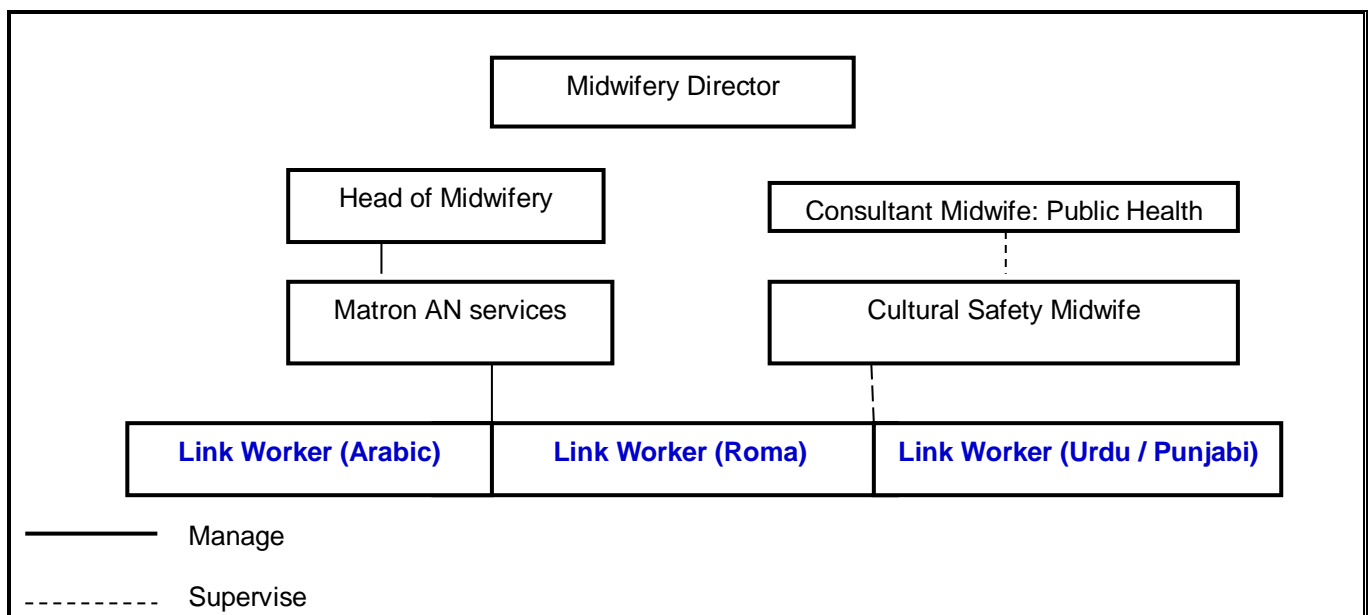 Midwifery Director
Head of Midwifery
Consultant Midwife: Public Health
Matron AN services
Cultural Safety Midwife
Link Worker (Arabic)
Link Worker (Roma)
Link Worker (Urdu / Punjabi)
Manage
Supervise